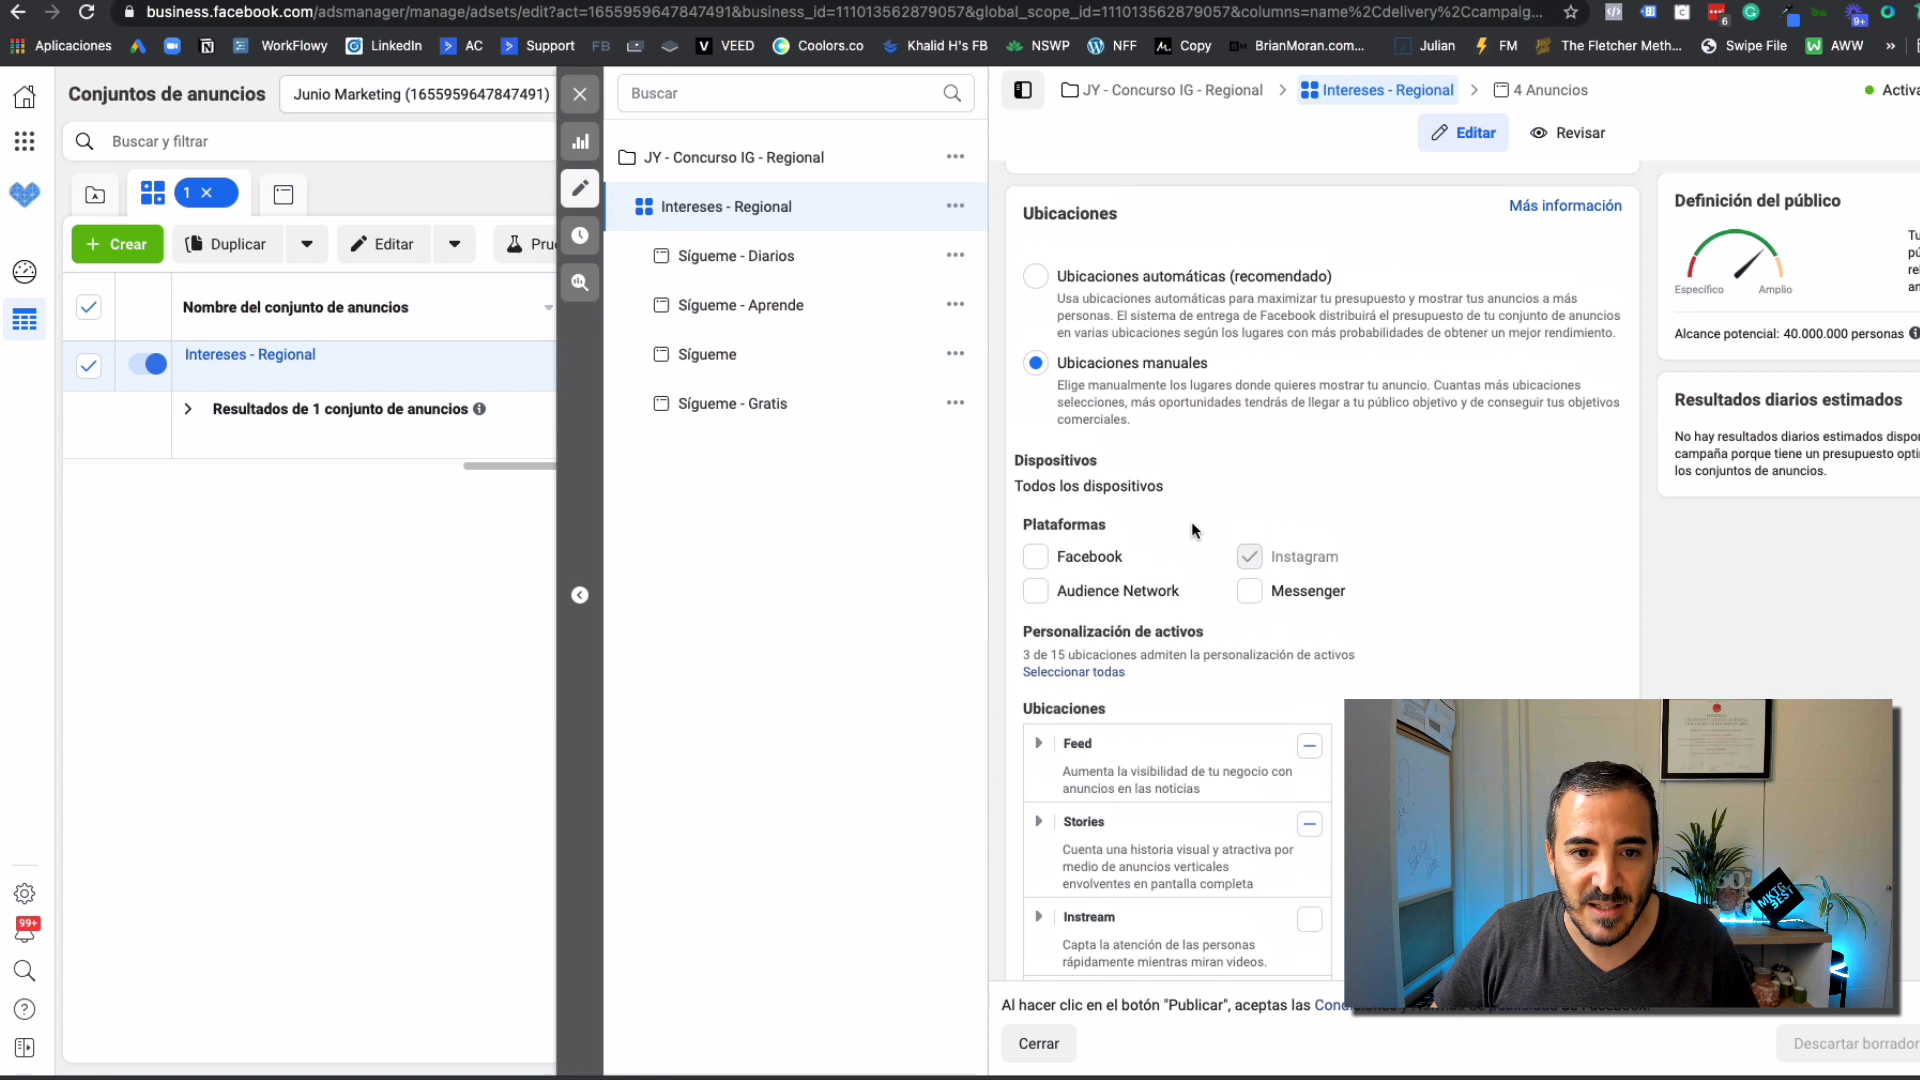 business.facebook.com/adsmanager/manage/adsets/edit?act=1655959647847491&business_id=111013562879057&global_scope_id=111013562879057&columns=name%2Cdelivery%2Ccampaig...
6
9+
Aplicaciones
WorkFlowy
LinkedIn
AC
Support
FB
VEED
Coolors.co
Khalid H's FB
NSWP
NFF
Copy
BrianMoran.com...
Julian
FM
The Fletcher Meth...
Swipe File
AWW
»
Conjuntos de anuncios
Junio Marketing (1655959647847491)
Buscar y filtrar
1
+ Crear
Duplicar
Editar
Pru
Nombre del conjunto de anuncios
Intereses - Regional
Resultados de 1 conjunto de anuncios
99+
Buscar
JY - Concurso IG - Regional
Intereses - Regional
Sígueme - Diarios
Sígueme - Aprende
Sígueme
Sígueme - Gratis
JY - Concurso IG - Regional
Intereses - Regional
4 Anuncios
Activa
Editar
Revisar
Ubicaciones
Más información
Ubicaciones automáticas (recomendado)
Usa ubicaciones automáticas para maximizar tu presupuesto y mostrar tus anuncios a más
personas. El sistema de entrega de Facebook distribuirá el presupuesto de tu conjunto de anuncios
en varias ubicaciones según los lugares con más probabilidades de obtener un mejor rendimiento.
Ubicaciones manuales
Elige manualmente los lugares donde quieres mostrar tu anuncio. Cuantas más ubicaciones
selecciones, más oportunidades tendrás de llegar a tu público objetivo y de conseguir tus objetivos
comerciales.
Dispositivos
Todos los dispositivos
Plataformas
Facebook
Instagram
Audience Network
Messenger
Personalización de activos
3 de 15 ubicaciones admiten la personalización de activos
Seleccionar todas
Ubicaciones
Feed
Aumenta la visibilidad de tu negocio con
anuncios en las noticias
Stories
Cuenta una historia visual y atractiva por
medio de anuncios verticales
envolventes en pantalla completa
Instream
Capta la atención de las personas
rápidamente mientras miran videos.
Al hacer clic en el botón "Publicar", aceptas las
Cerrar
Descartar borrador
Definición del público
Específico
Amplio
Tu
pú
re
an
Alcance potencial: 40.000.000 personas
Resultados diarios estimados
No hay resultados diarios estimados dispo
campaña porque tiene un presupuesto opti
los conjuntos de anuncios.
MKTG
BEST